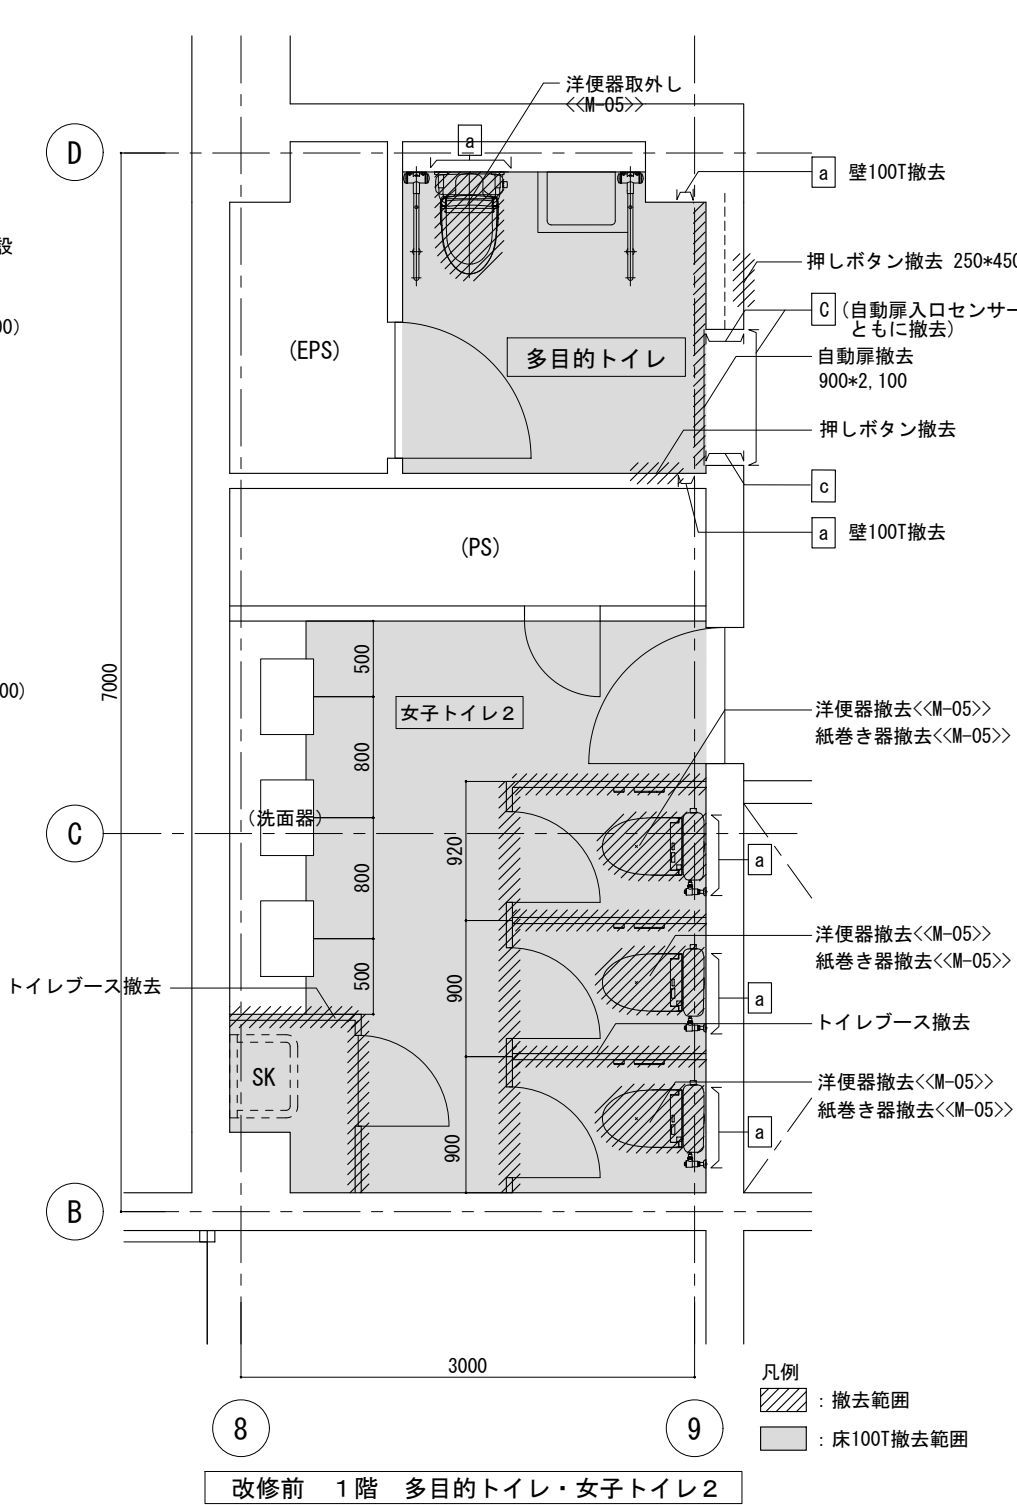 洋便器取外し
<<M-05>>
D
a
a 壁100T撤去
設
押しボタン撤去 250*450
C (自動扉入口センサー
ともに撤去)
00)
(EPS)
多目的トイレ
自動扉撤去
900*2,100
押しボタン撤去
c
(PS)
a 壁100T撤去
7000
500
00)
女子トイレ2
洋便器撤去<<M-05>>
紙巻き器撤去<<M-05>>
800
(洗面器)
C
920
a
800
洋便器撤去<<M-05>>
紙巻き器撤去<<M-05>>
トイレブース撤去
500
900
a
トイレブース撤去
SK
洋便器撤去<<M-05>>
紙巻き器撤去<<M-05>>
900
a
B
3000
凡例
:撤去範囲
:床100T撤去範囲
8
9
改修前 1階 多目的トイレ・女子トイレ2